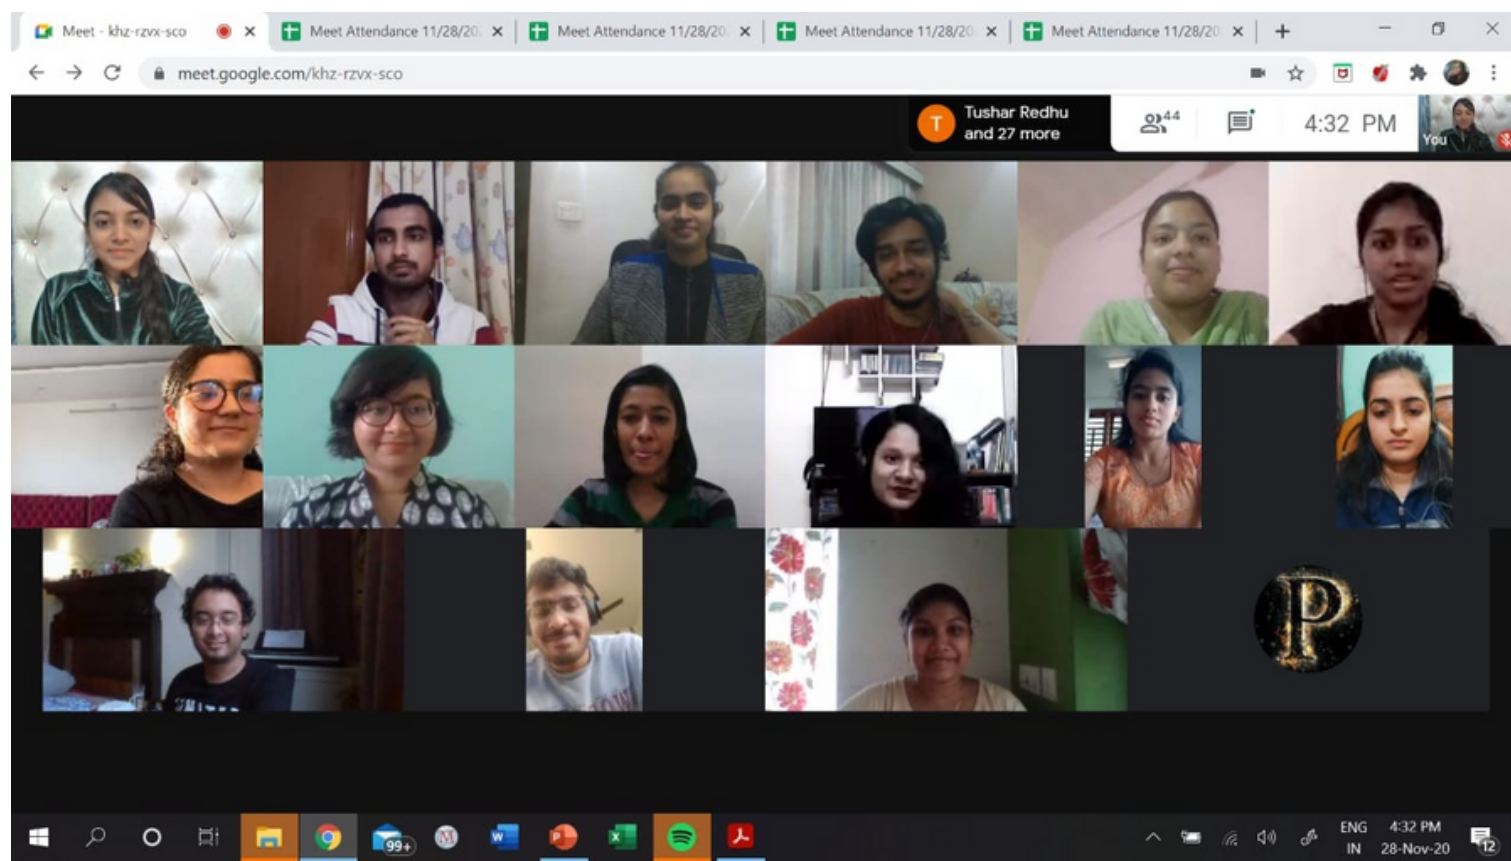 Meet - khz-rzvx-sco
Meet Attendance 11/28/20
Meet Attendance 11/28/20
Meet Attendance 11/28/20
Meet Attendance 11/28/20
meet.google.com/khz-rzvx-sco
T
Tushar Redhu
and 27 more
44
4:32 PM
You
P
99+
M
W
P
X
ENG
IN
4:32 PM
28-Nov-20
12